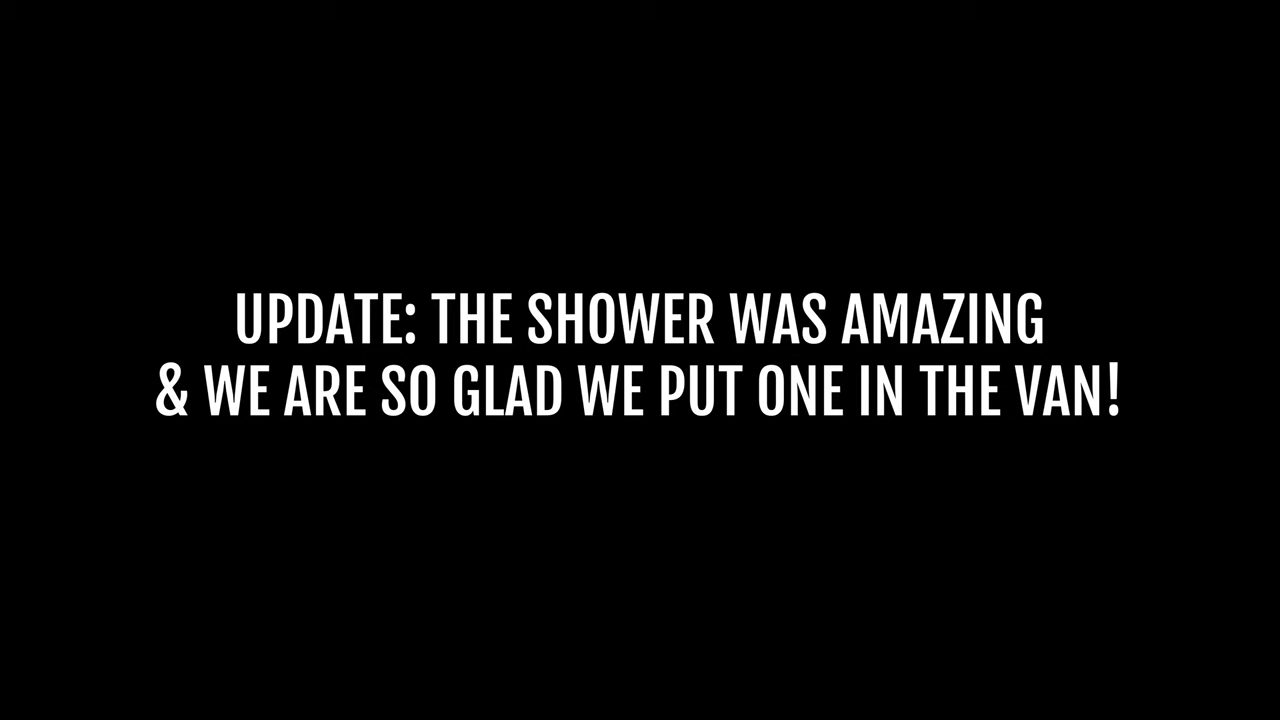 UPDATE: THE SHOWER WAS AMAZING
& WE ARE SO GLAD WE PUT ONE IN THE VAN!